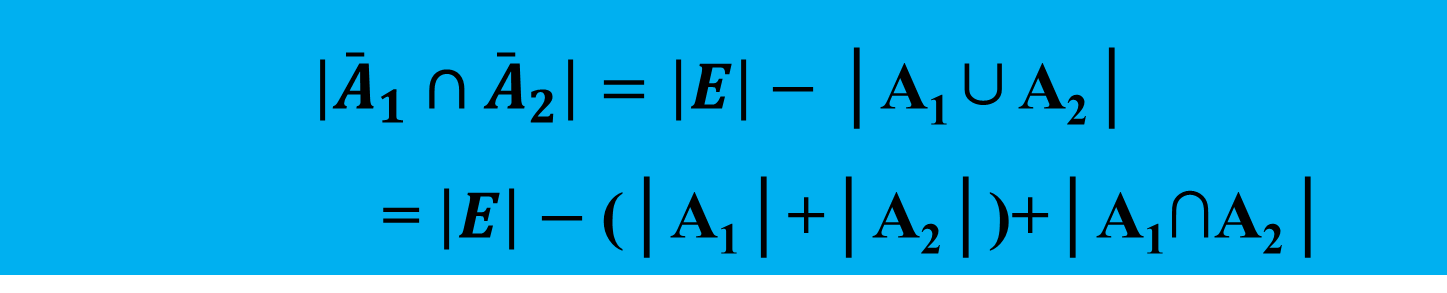 |Ā₁ ∩ Ā₂| = |E| − |A₁∪A₂|
= |E| − (|A₁|+|A₂|)+|A₁∩A₂|